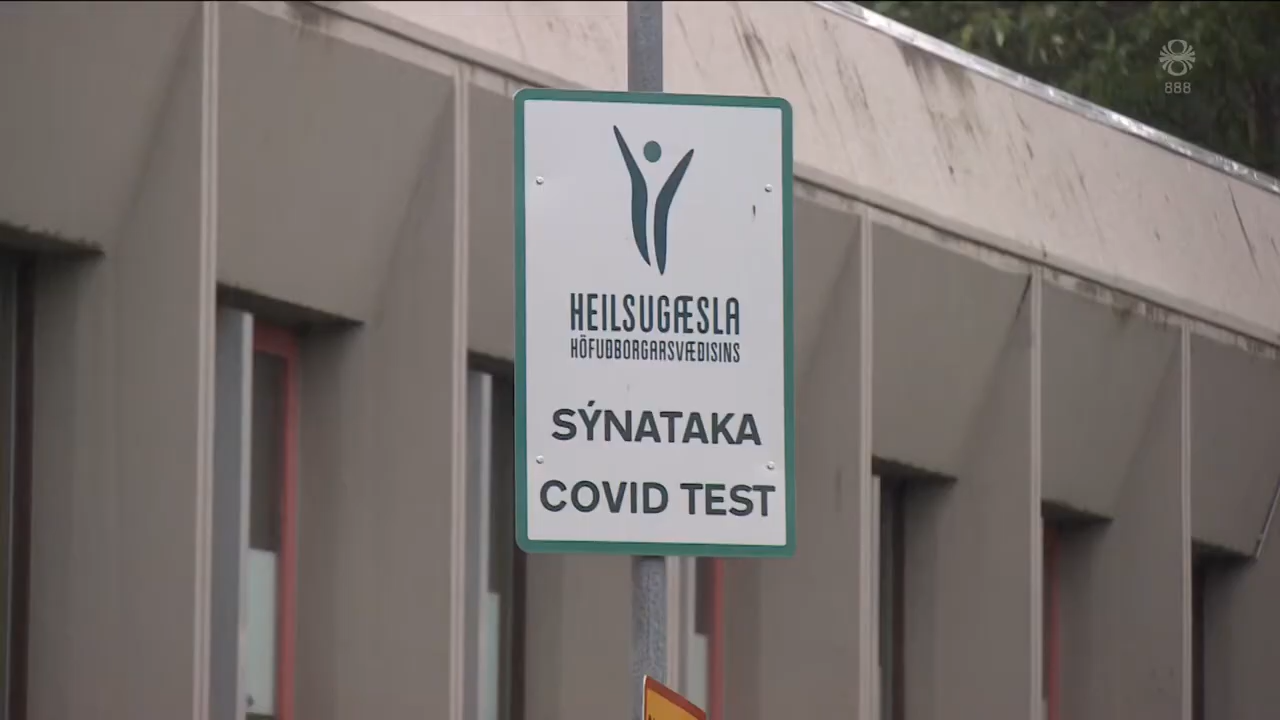 888
HEILSUGÆSLA
HÖFUÐBORGARSVÆÐISINS
SÝNATAKA
COVID TEST